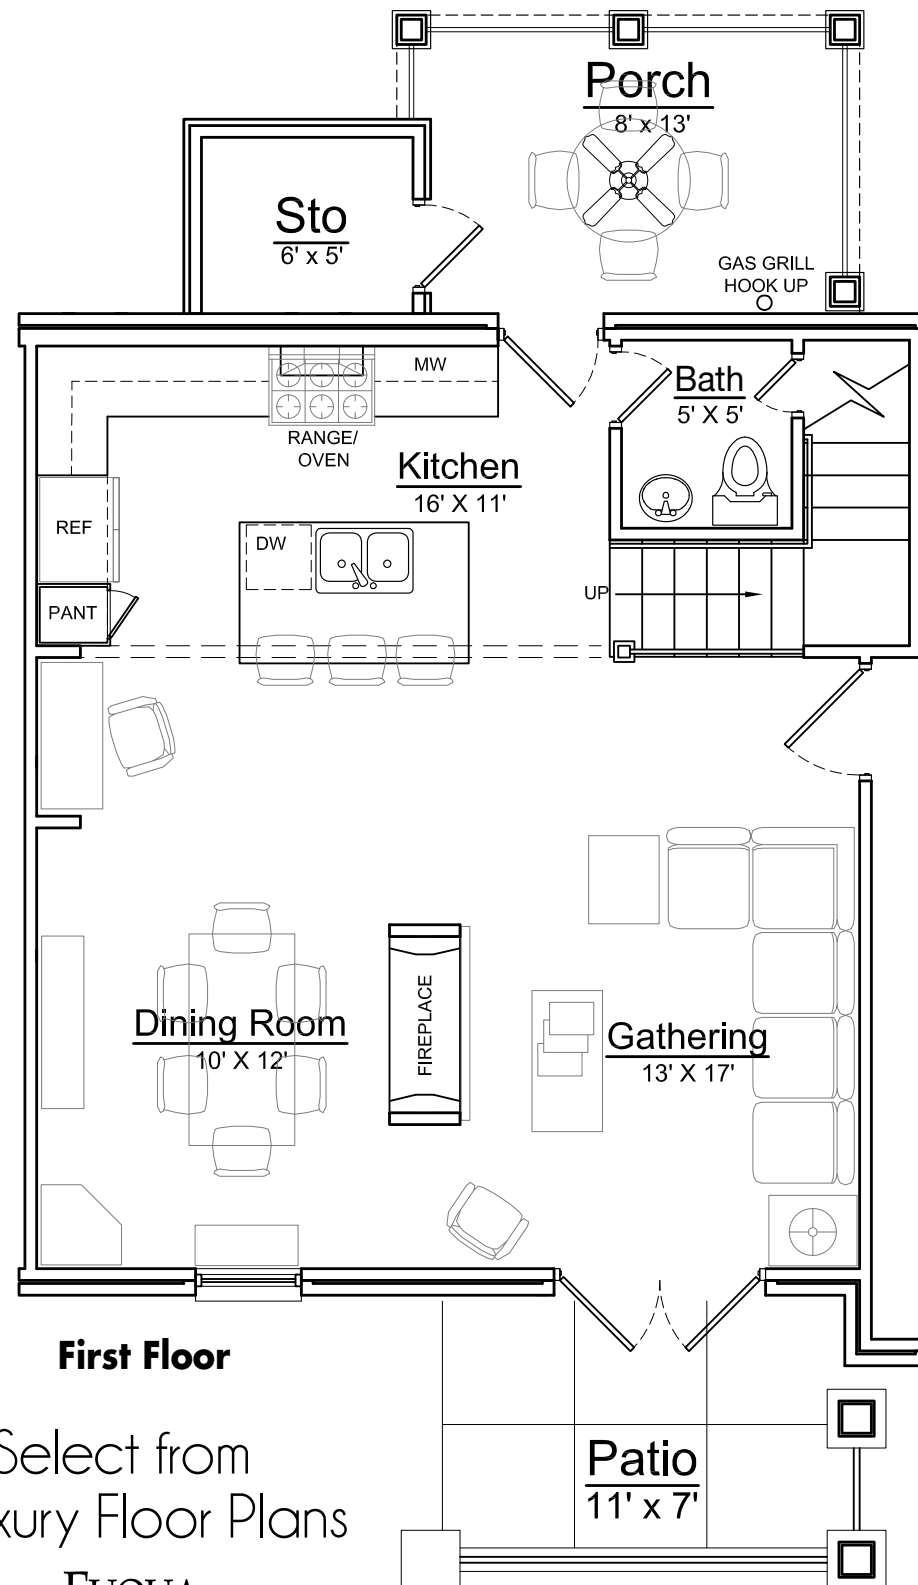 Porch
8' x 13'
Sto
6' x 5'
GAS GRILL
HOOK UP
MW
RANGE/
OVEN
Bath
5' X 5'
Kitchen
16' X 11'
REF
DW
PANT
UP
Dining Room
10' X 12'
FIREPLACE
Gathering
13' X 17'
First Floor
Select from
xury Floor Plans
Patio
11' x 7'